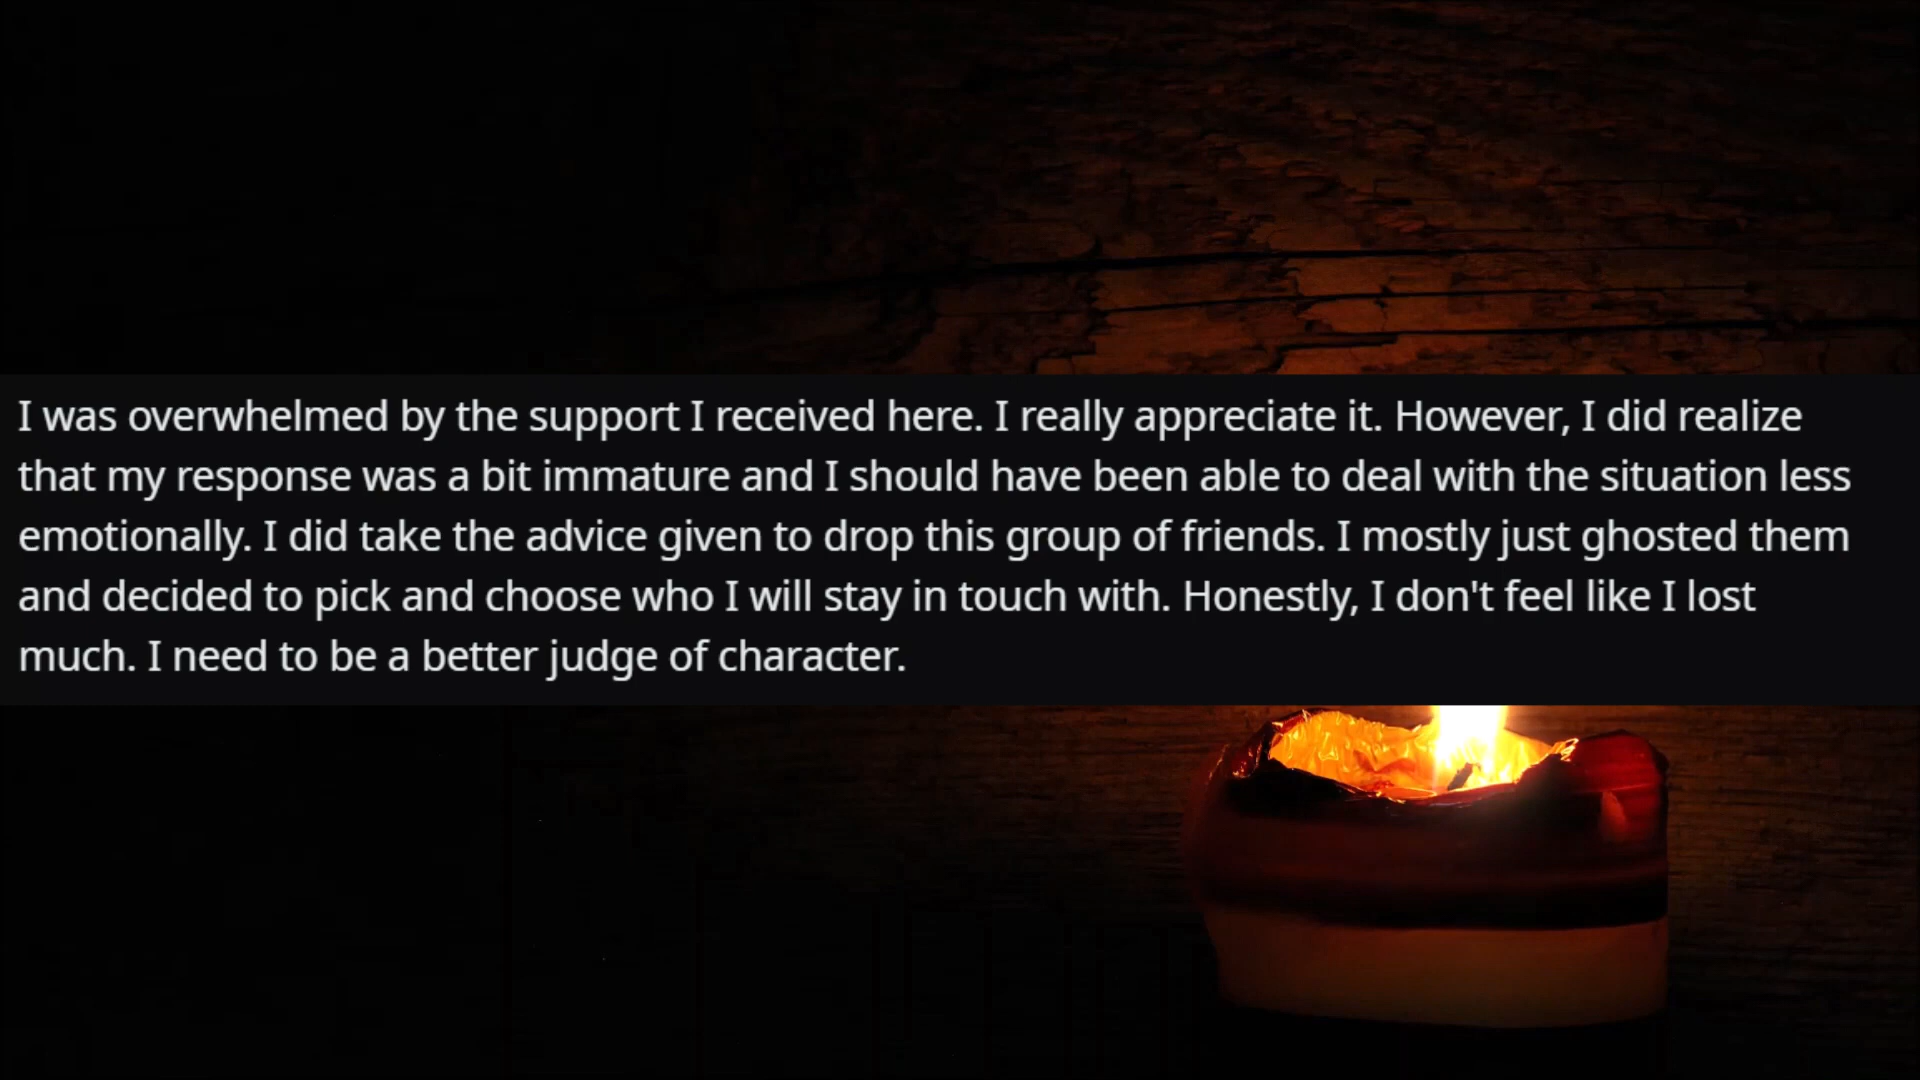 I was overwhelmed by the support I received here. I really appreciate it. However, I did realize
that my response was a bit immature and I should have been able to deal with the situation less
emotionally. I did take the advice given to drop this group of friends. I mostly just ghosted them
and decided to pick and choose who I will stay in touch with. Honestly, I don't feel like I lost
much. I need to be a better judge of character.